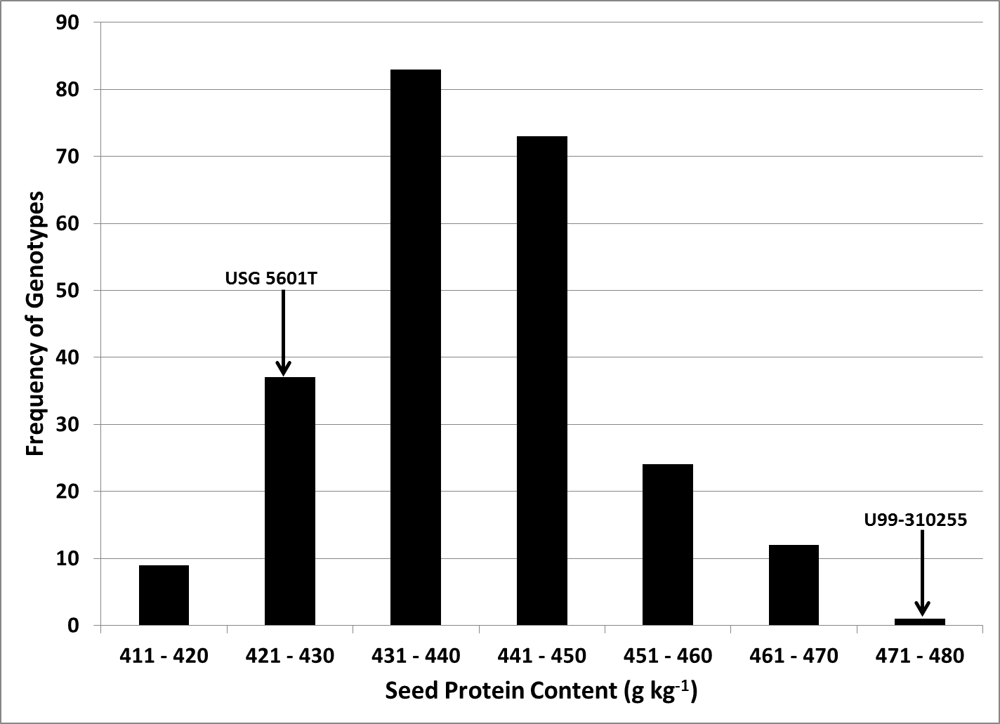 90
80
70
60
50
40
30
20
10
0
Frequency of Genotypes
USG 5601T
U99-310255
411 - 420 421 - 430 431 - 440 441 - 450 451 - 460 461 - 470 471 - 480
Seed Protein Content (g kg⁻¹)